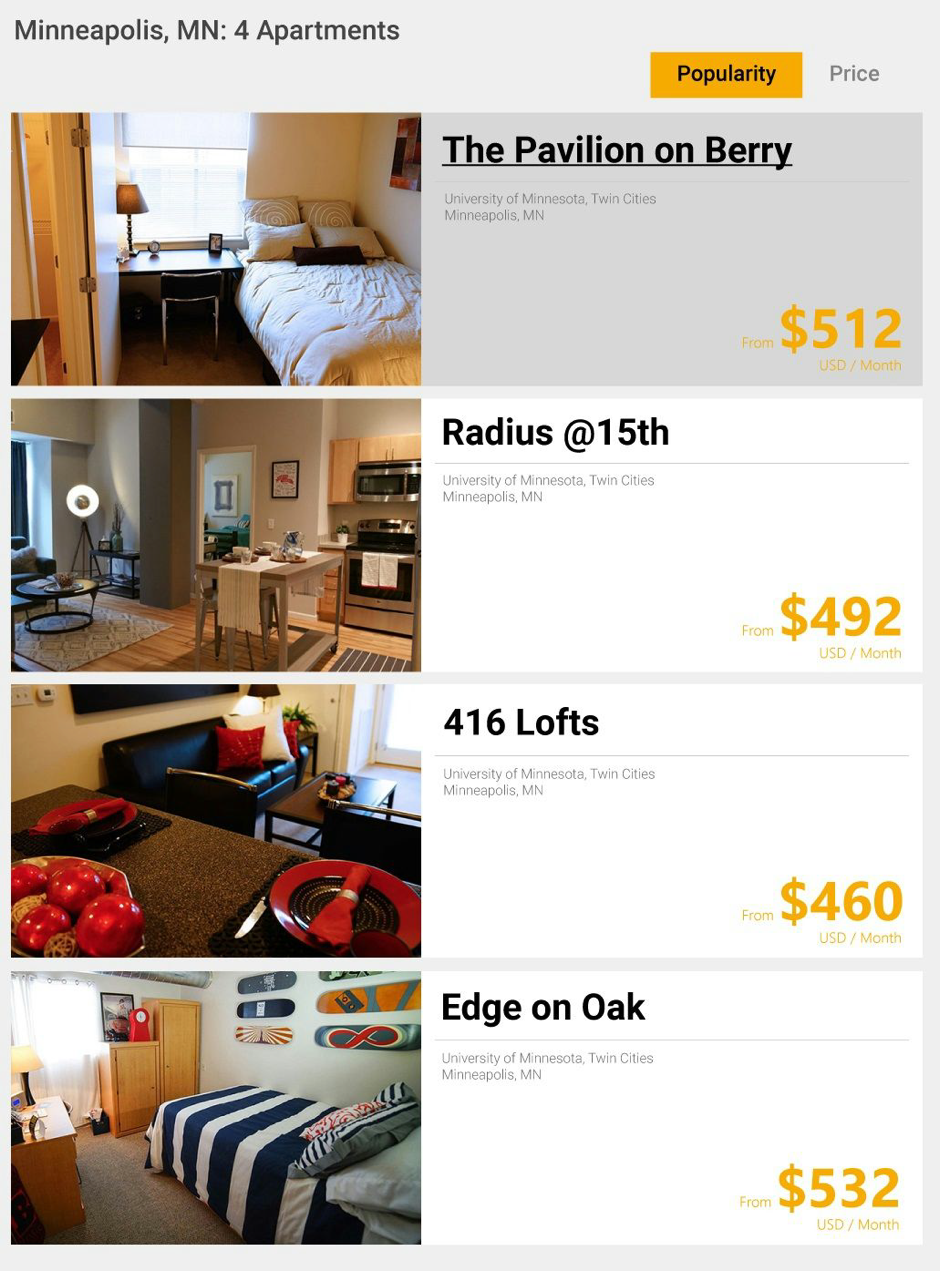 Minneapolis, MN: 4 Apartments
Popularity Price
The Pavilion on Berry
University of Minnesota, Twin Cities
Minneapolis, MN
From $512
USD / Month
Radius @15th
University of Minnesota, Twin Cities
Minneapolis, MN
From $492
USD / Month
416 Lofts
University of Minnesota, Twin Cities
Minneapolis, MN
From $460
USD / Month
Edge on Oak
University of Minnesota, Twin Cities
Minneapolis, MN
From $532
USD / Month